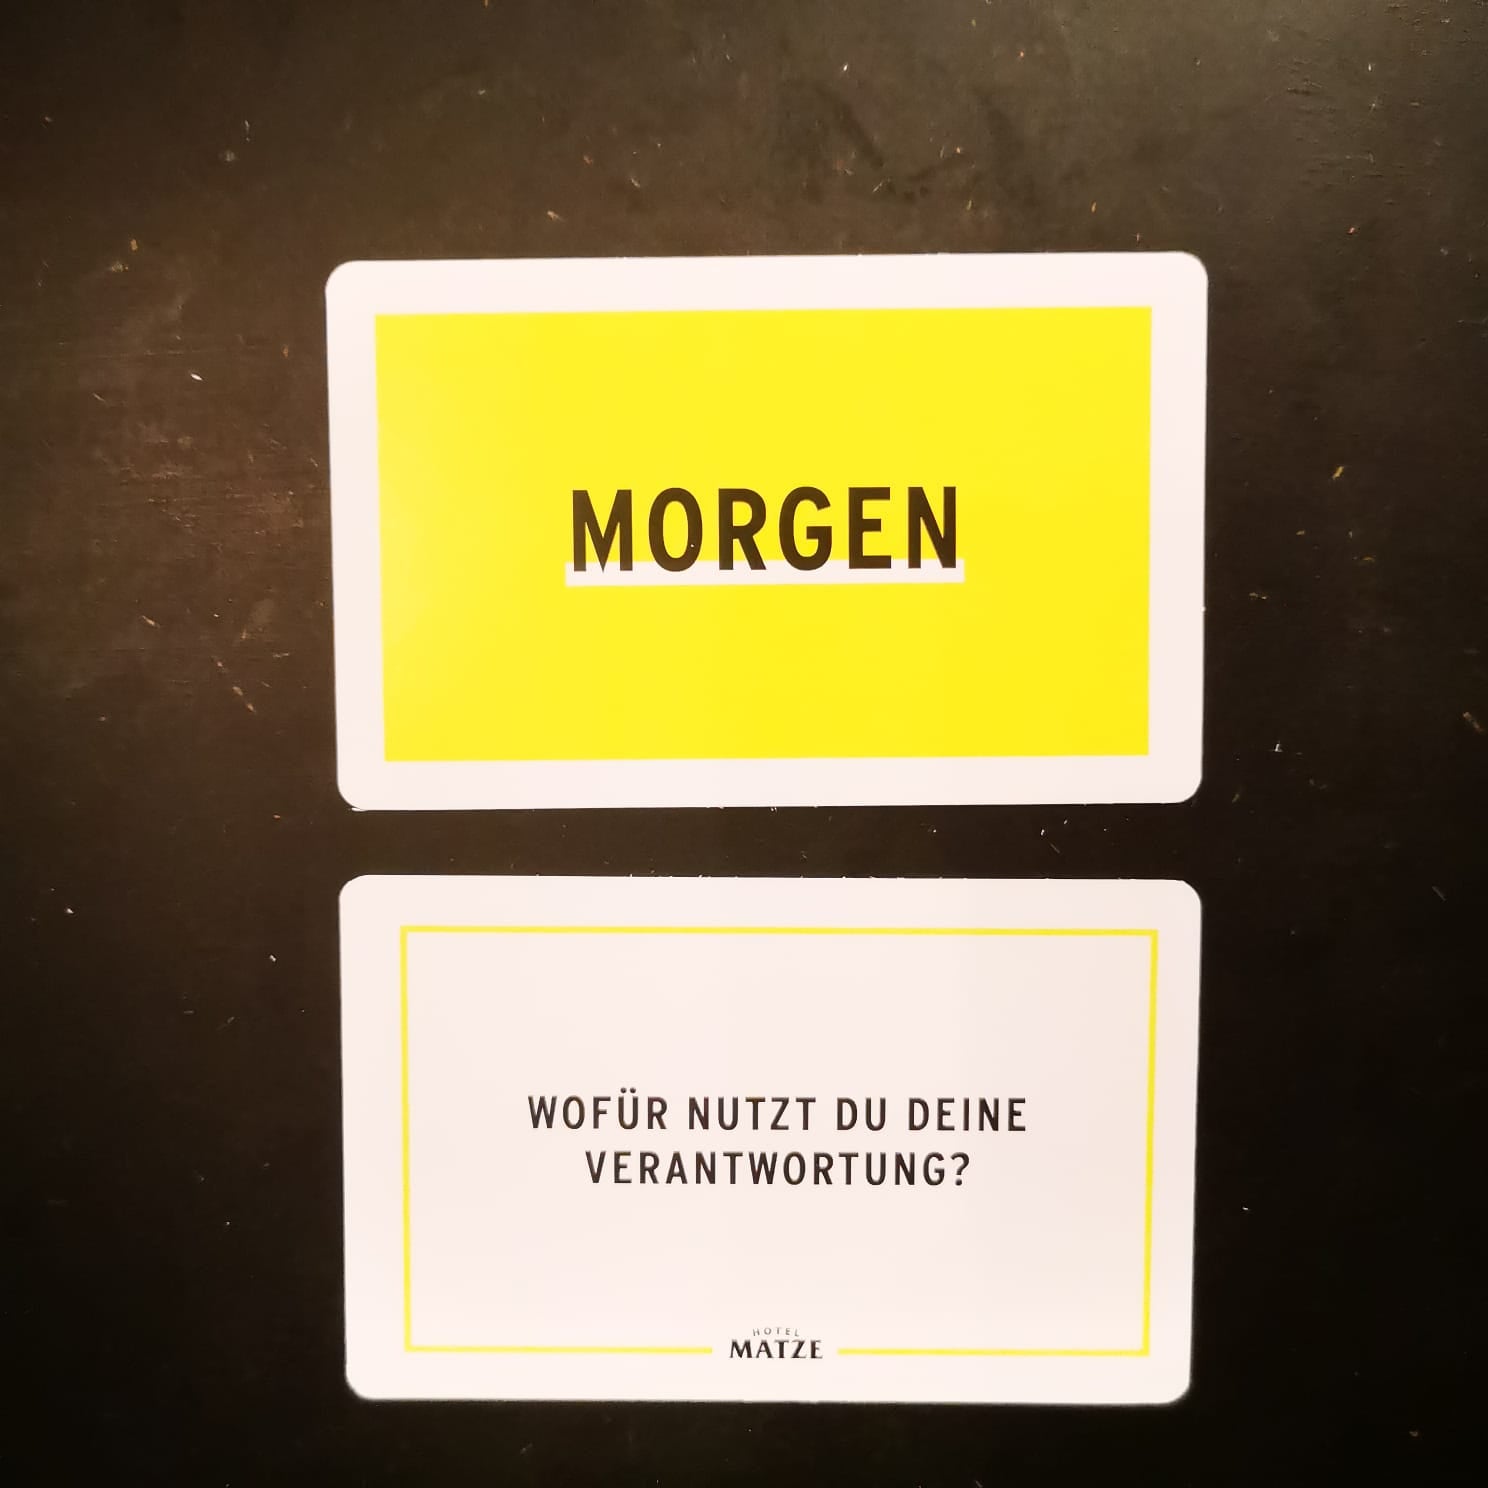 MORGEN
WOFÜR NUTZT DU DEINE
VERANTWORTUNG?
HOTEL
MATZE